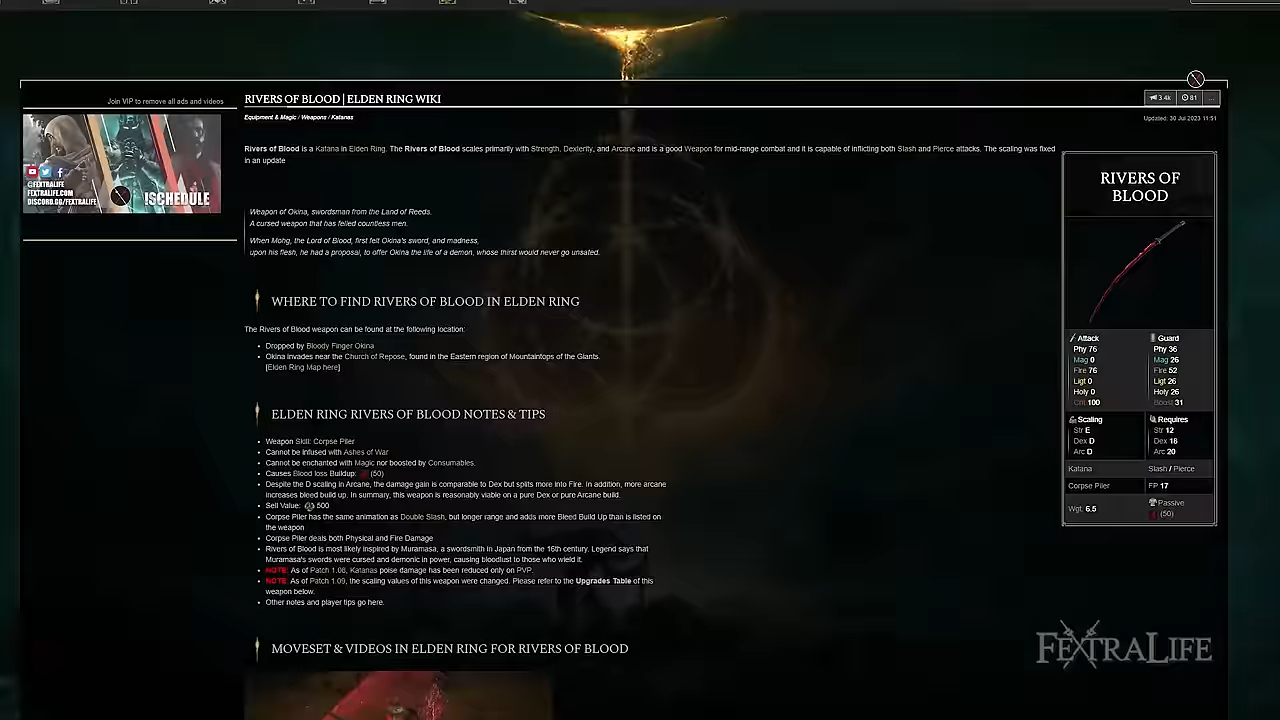 Join VIP to remove all ads and videos
@FEXTRALIFE
FEXTRALIFE.COM
DISCORD.GG/FEXTRALIFE
!SCHEDULE
RIVERS OF BLOOD | ELDEN RING WIKI
3.4k
81
...
Equipment & Magic / Weapons / Katanas
Updated: 30 Jul 2023 11:51
Rivers of Blood is a Katana in Elden Ring. The Rivers of Blood scales primarily with Strength, Dexterity, and Arcane and is a good Weapon for mid-range combat and it is capable of inflicting both Slash and Pierce attacks. The scaling was fixed
in an update
Weapon of Okina, swordsman from the Land of Reeds.
A cursed weapon that has felled countless men.
When Mohg, the Lord of Blood, first felt Okina's sword, and madness,
upon his flesh, he had a proposal, to offer Okina the life of a demon, whose thirst would never go unsated.
WHERE TO FIND RIVERS OF BLOOD IN ELDEN RING
The Rivers of Blood weapon can be found at the following location:
Dropped by Bloody Finger Okina
Okina invades near the Church of Repose, found in the Eastern region of Mountaintops of the Giants.
[Elden Ring Map here]
ELDEN RING RIVERS OF BLOOD NOTES & TIPS
Weapon Skill: Corpse Piler
Cannot be infused with Ashes of War
Cannot be enchanted with Magic nor boosted by Consumables.
Causes Blood loss Buildup: (50)
Despite the D scaling in Arcane, the damage gain is comparable to Dex but splits more into Fire. In addition, more arcane
increases bleed build up. In summary, this weapon is reasonably viable on a pure Dex or pure Arcane build.
Sell Value: 500
Corpse Piler has the same animation as Double Slash, but longer range and adds more Bleed Build Up than is listed on
the weapon
Corpse Piler deals both Physical and Fire Damage
Rivers of Blood is most likely inspired by Muramasa, a swordsmith in Japan from the 16th century. Legend says that
Muramasa's swords were cursed and demonic in power, causing bloodlust to those who wield it.
NOTE: As of Patch 1.08, Katanas poise damage has been reduced only on PVP.
NOTE: As of Patch 1.09, the scaling values of this weapon were changed. Please refer to the Upgrades Table of this
weapon below.
Other notes and player tips go here.
MOVESET & VIDEOS IN ELDEN RING FOR RIVERS OF BLOOD
RIVERS OF
BLOOD
Attack
Phy 76
Mag 0
Fire 76
Ligt 0
Holy 0
Crit 100
Guard
Phy 36
Mag 26
Fire 52
Ligt 26
Holy 26
Boost 31
Scaling
Str E
Dex D
Arc D
Requires
Str 12
Dex 18
Arc 20
Katana
Slash / Pierce
Corpse Piler
FP 17
Wgt. 6.5
Passive
(50)
FEXTRALIFE